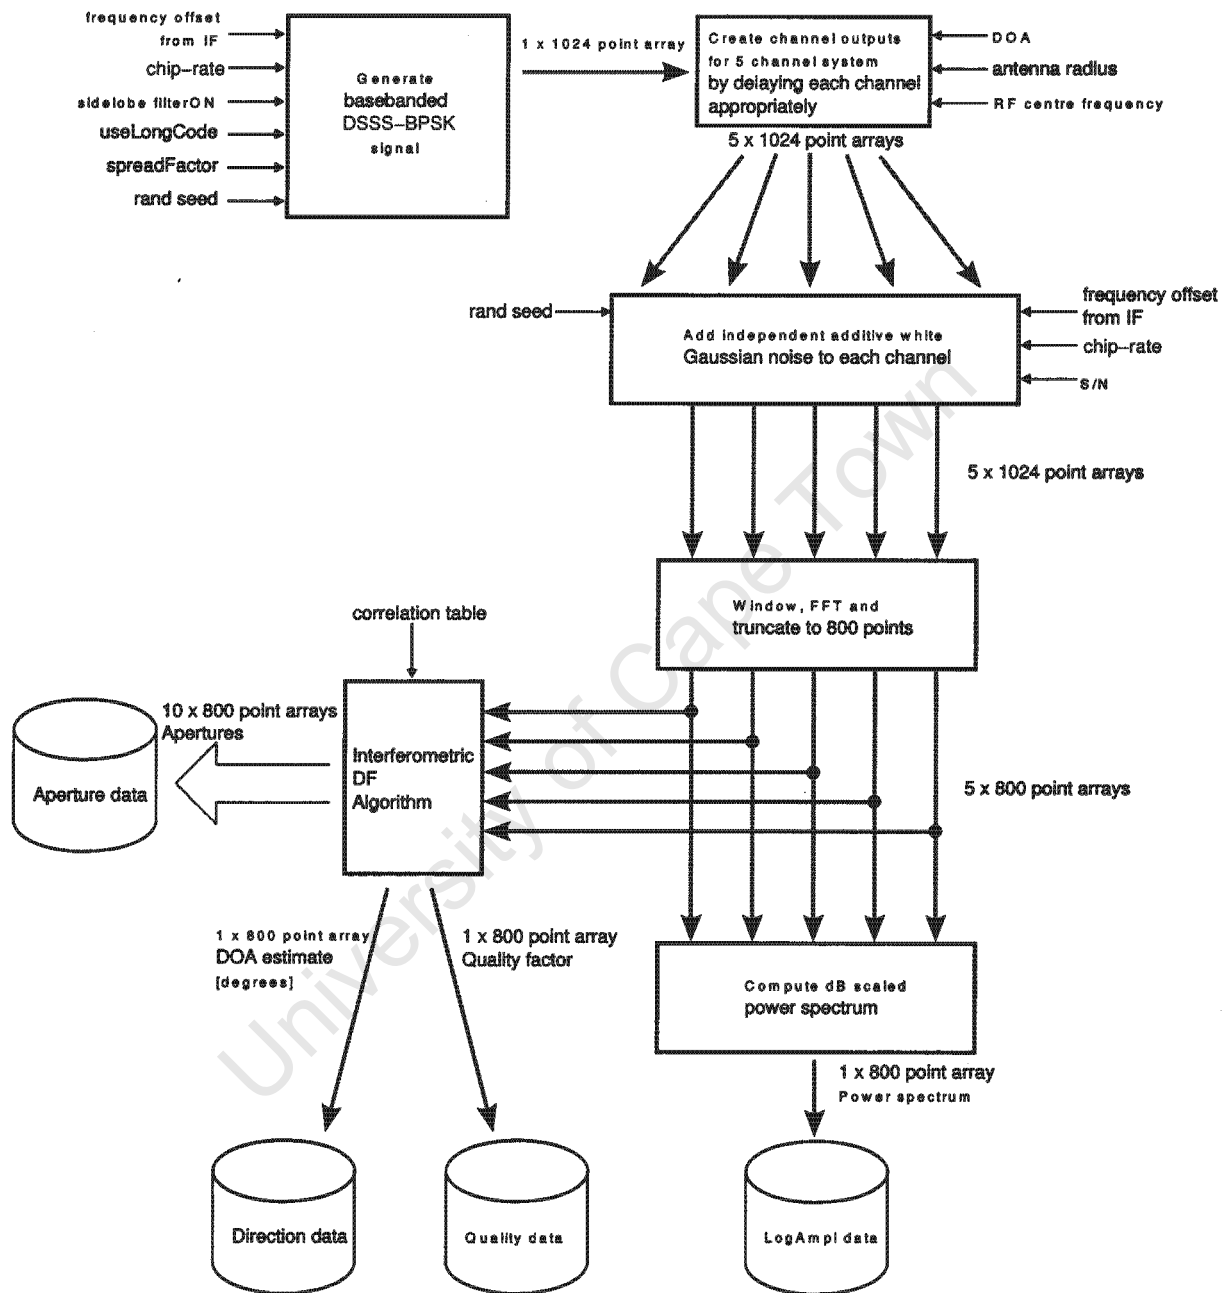 frequency offset
from IF
chip-rate
sidelobe filterON
useLongCode
spreadFactor
rand seed
Generate
basebanded
DSSS-BPSK
signal
1 x 1024 point array
Create channel outputs
for 5 channel system
by delaying each channel
appropriately
DOA
antenna radius
RF centre frequency
5 x 1024 point arrays
rand seed
Add independent additive white
Gaussian noise to each channel
frequency offset
from IF
chip-rate
S/N
5 x 1024 point arrays
Window, FFT and
truncate to 800 points
correlation table
10 x 800 point arrays
Apertures
Aperture data
Interferometric
DF
Algorithm
5 x 800 point arrays
1 x 800 point array
DOA estimate
[degrees]
1 x 800 point array
Quality factor
Compute dB scaled
power spectrum
1 x 800 point array
Power spectrum
Direction data
Quality data
LogAmpl data
University of Cape Town